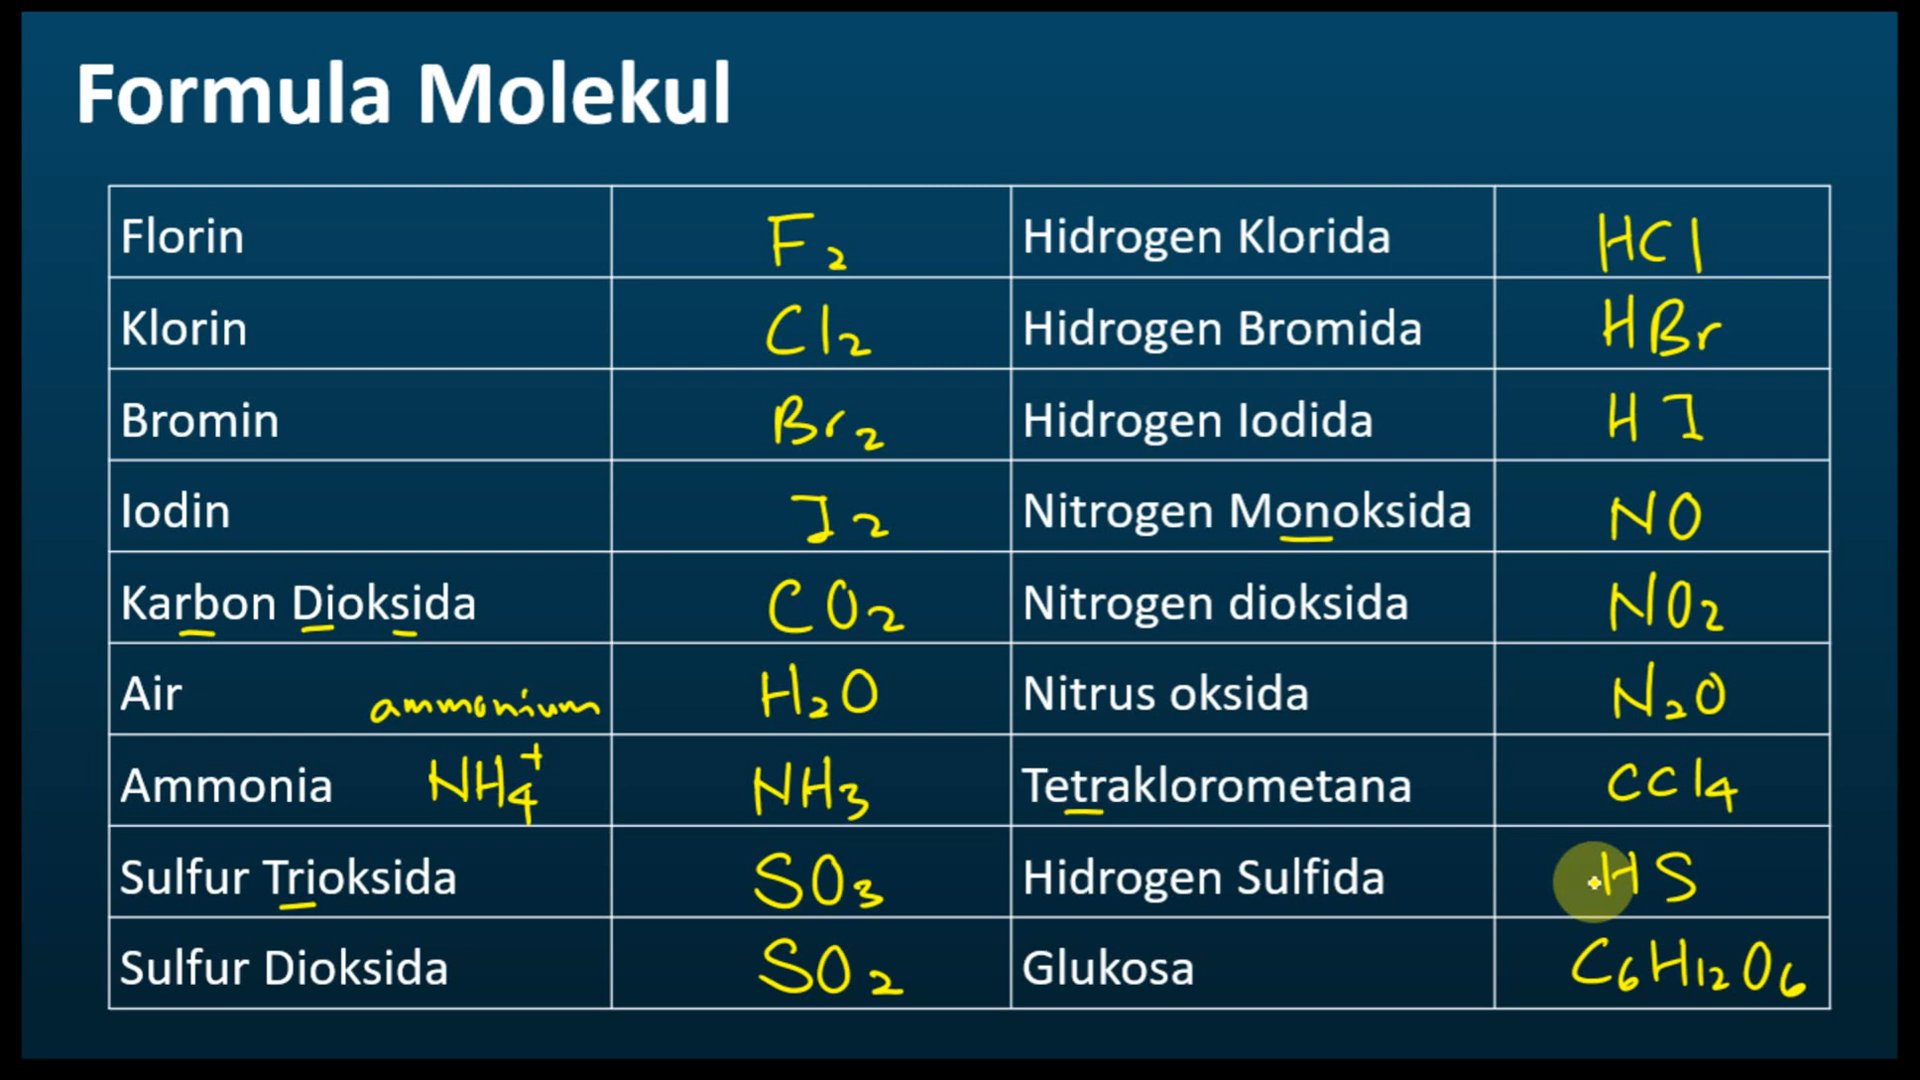 Formula Molekul
Florin F₂ Hidrogen Klorida HCl
Klorin Cl₂ Hidrogen Bromida HBr
Bromin Br₂ Hidrogen Iodida HI
Iodin I₂ Nitrogen Monoksida NO
Karbon Dioksida CO₂ Nitrogen dioksida NO₂
Air ammonium H₂O Nitrus oksida N₂O
Ammonia NH₄⁺ NH₃ Tetraklorometana CCl₄
Sulfur Trioksida SO₃ Hidrogen Sulfida HS
Sulfur Dioksida SO₂ Glukosa C₆H₁₂O₆